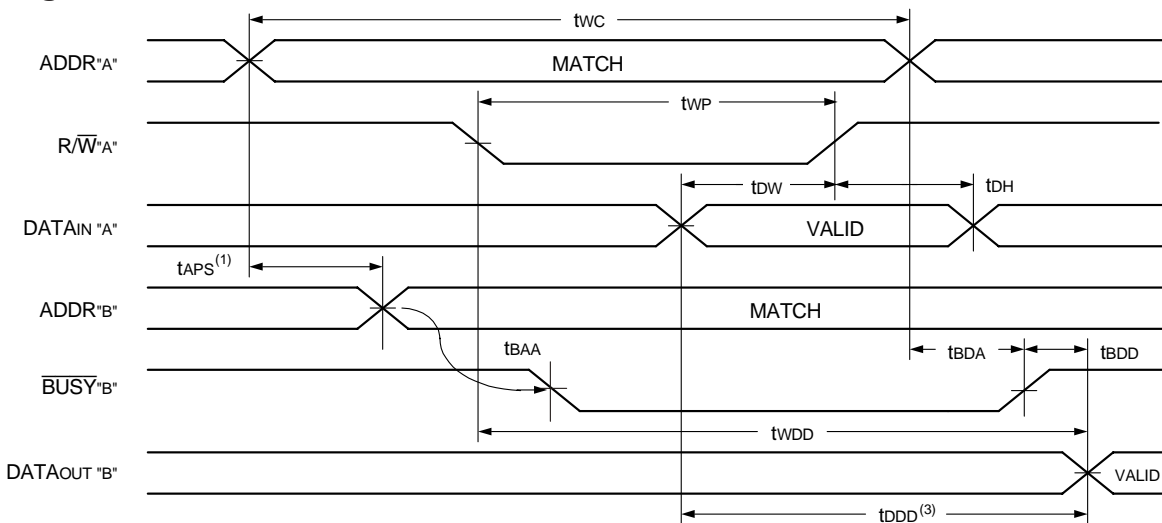 tWC
ADDR"A"
MATCH
tWP
R/W"A"
tDW
tDH
DATAIN "A"
VALID
tAPS(1)
ADDR"B"
MATCH
tBAA
tBDA
tBDD
BUSY"B"
tWDD
DATAOUT "B"
VALID
tDDD(3)